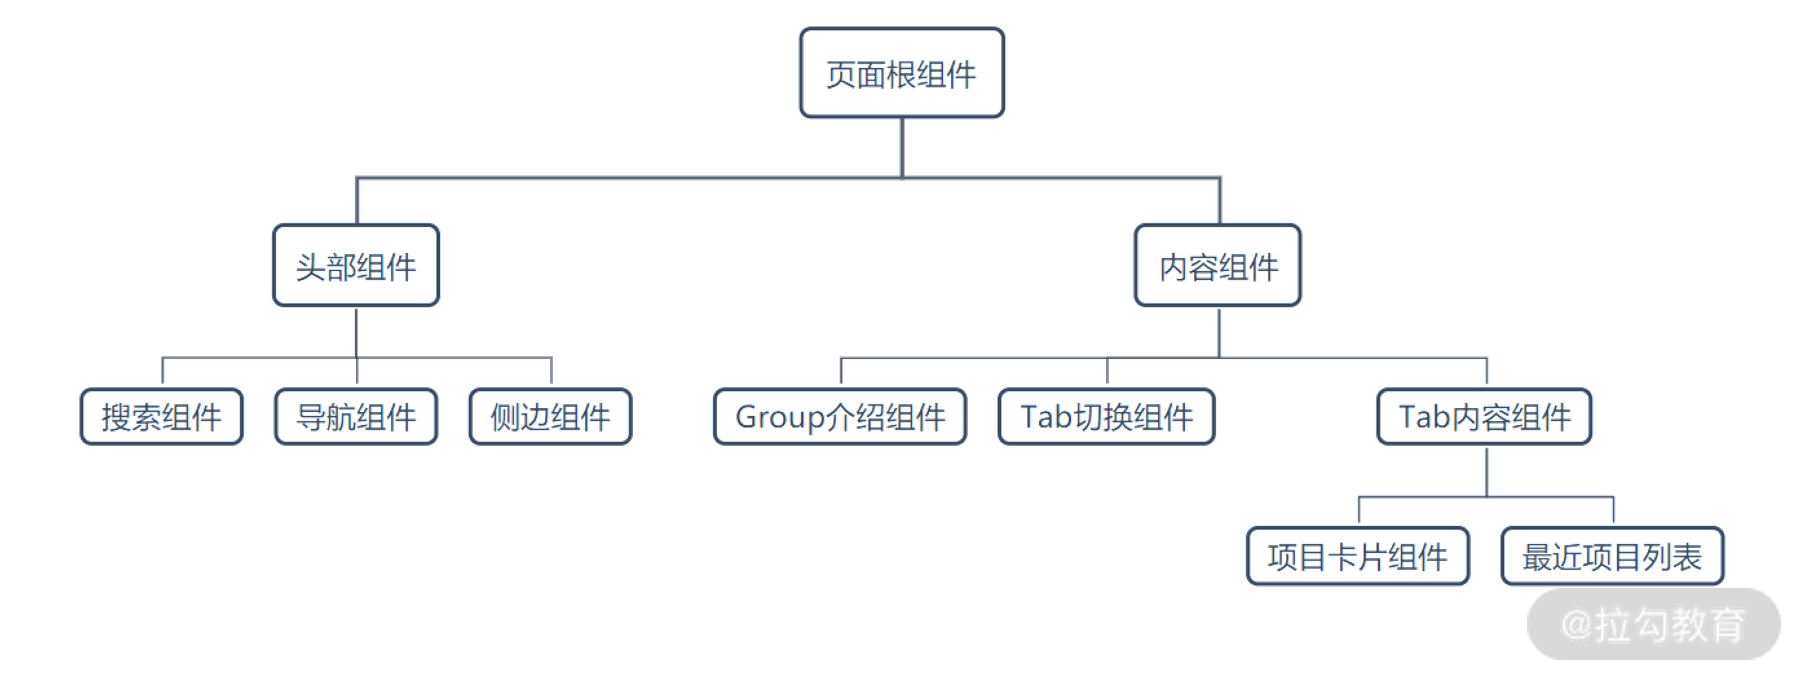 页面根组件
头部组件
内容组件
搜索组件
导航组件
侧边组件
Group介绍组件
Tab切换组件
Tab内容组件
项目卡片组件
最近项目列表
@拉勾教育